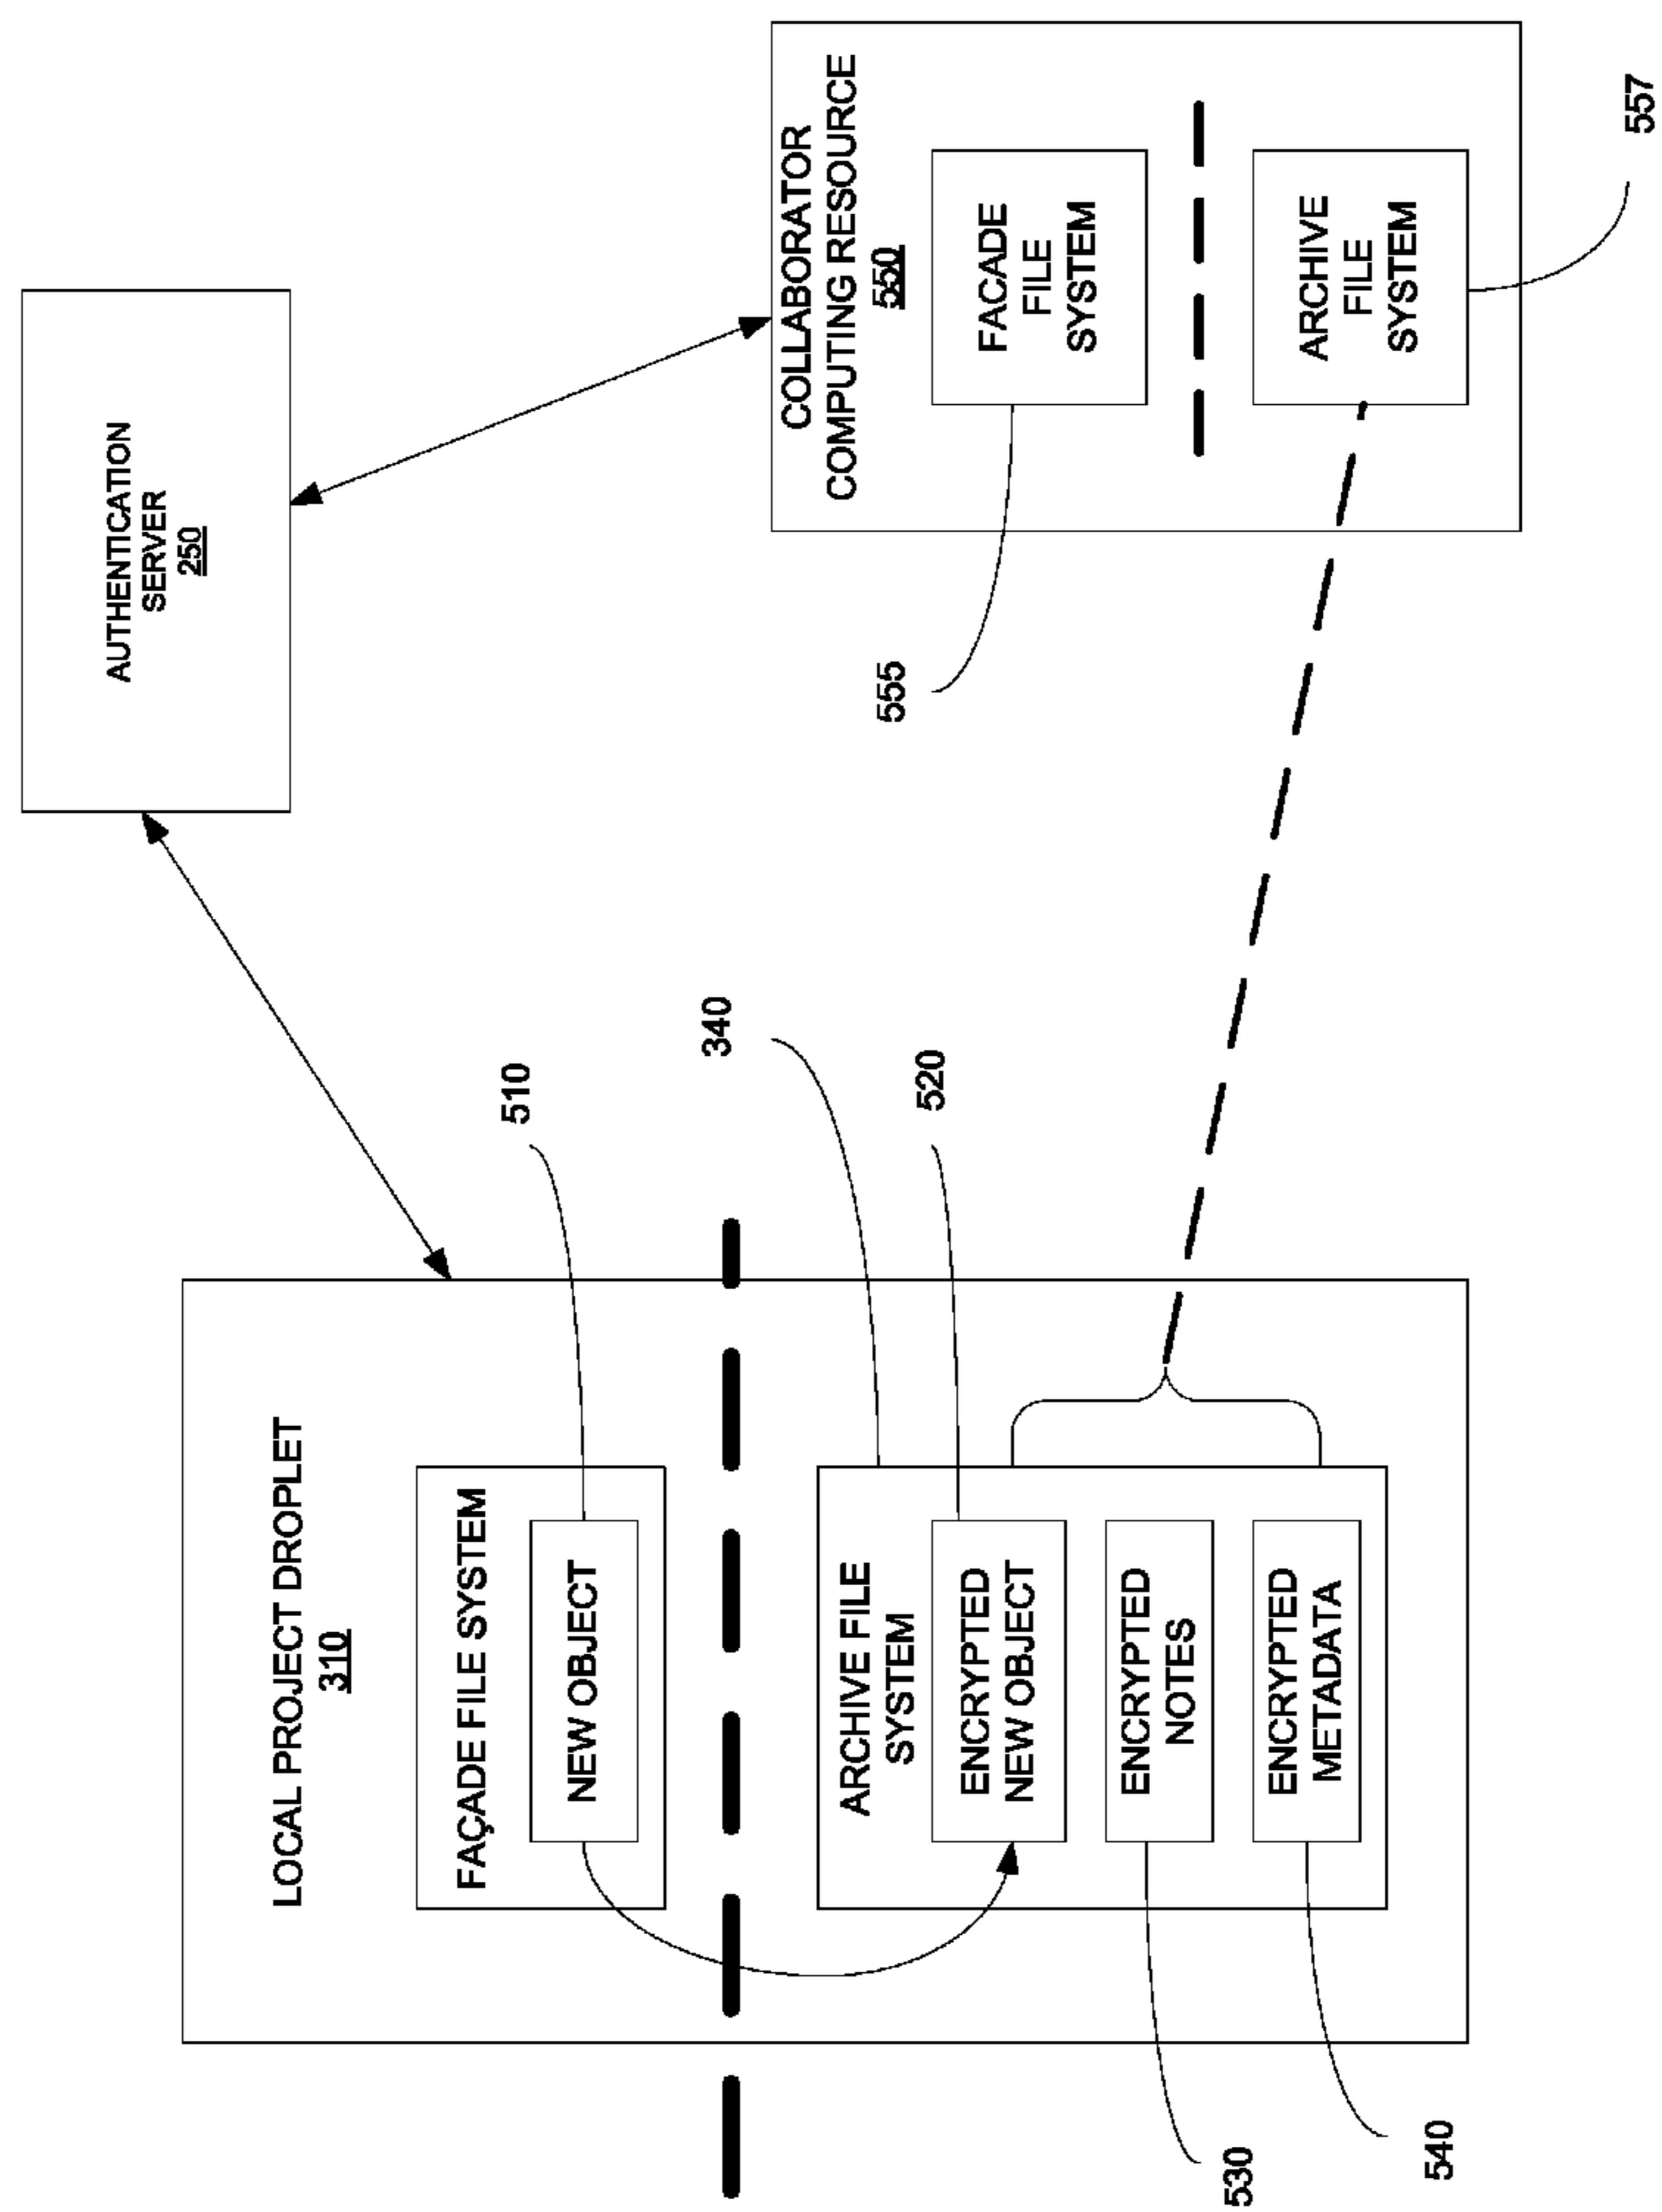 AUTHENTICATION
SERVER
250
LOCAL PROJECT DROPLET
310
FAÇADE FILE SYSTEM
NEW OBJECT
510
340
ARCHIVE FILE
SYSTEM
ENCRYPTED
NEW OBJECT
520
ENCRYPTED
NOTES
530
ENCRYPTED
METADATA
540
COLLABORATOR
COMPUTING RESOURCE
550
FACADE
FILE
SYSTEM
555
ARCHIVE
FILE
SYSTEM
557